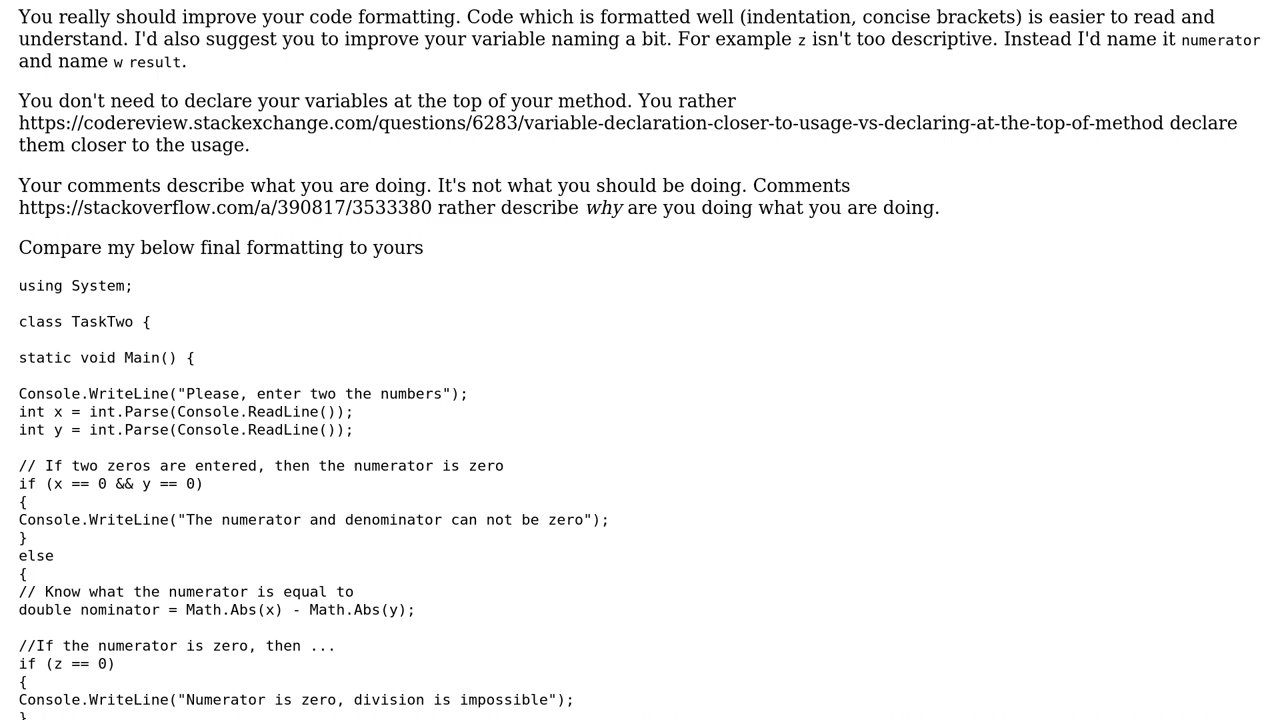 You really should improve your code formatting. Code which is formatted well (indentation, concise brackets) is easier to read and
understand. I'd also suggest you to improve your variable naming a bit. For example z isn't too descriptive. Instead I'd name it numerator
and name w result.
You don't need to declare your variables at the top of your method. You rather
https://codereview.stackexchange.com/questions/6283/variable-declaration-closer-to-usage-vs-declaring-at-the-top-of-method declare
them closer to the usage.
Your comments describe what you are doing. It's not what you should be doing. Comments
https://stackoverflow.com/a/390817/3533380 rather describe why are you doing what you are doing.
Compare my below final formatting to yours
using System;
class TaskTwo {
static void Main() {
Console.WriteLine("Please, enter two the numbers");
int x = int.Parse(Console.ReadLine());
int y = int.Parse(Console.ReadLine());
// If two zeros are entered, then the numerator is zero
if (x == 0 && y == 0)
{
Console.WriteLine("The numerator and denominator can not be zero");
}
else
{
// Know what the numerator is equal to
double nominator = Math.Abs(x) - Math.Abs(y);
//If the numerator is zero, then ...
if (z == 0)
{
Console.WriteLine("Numerator is zero, division is impossible");
}